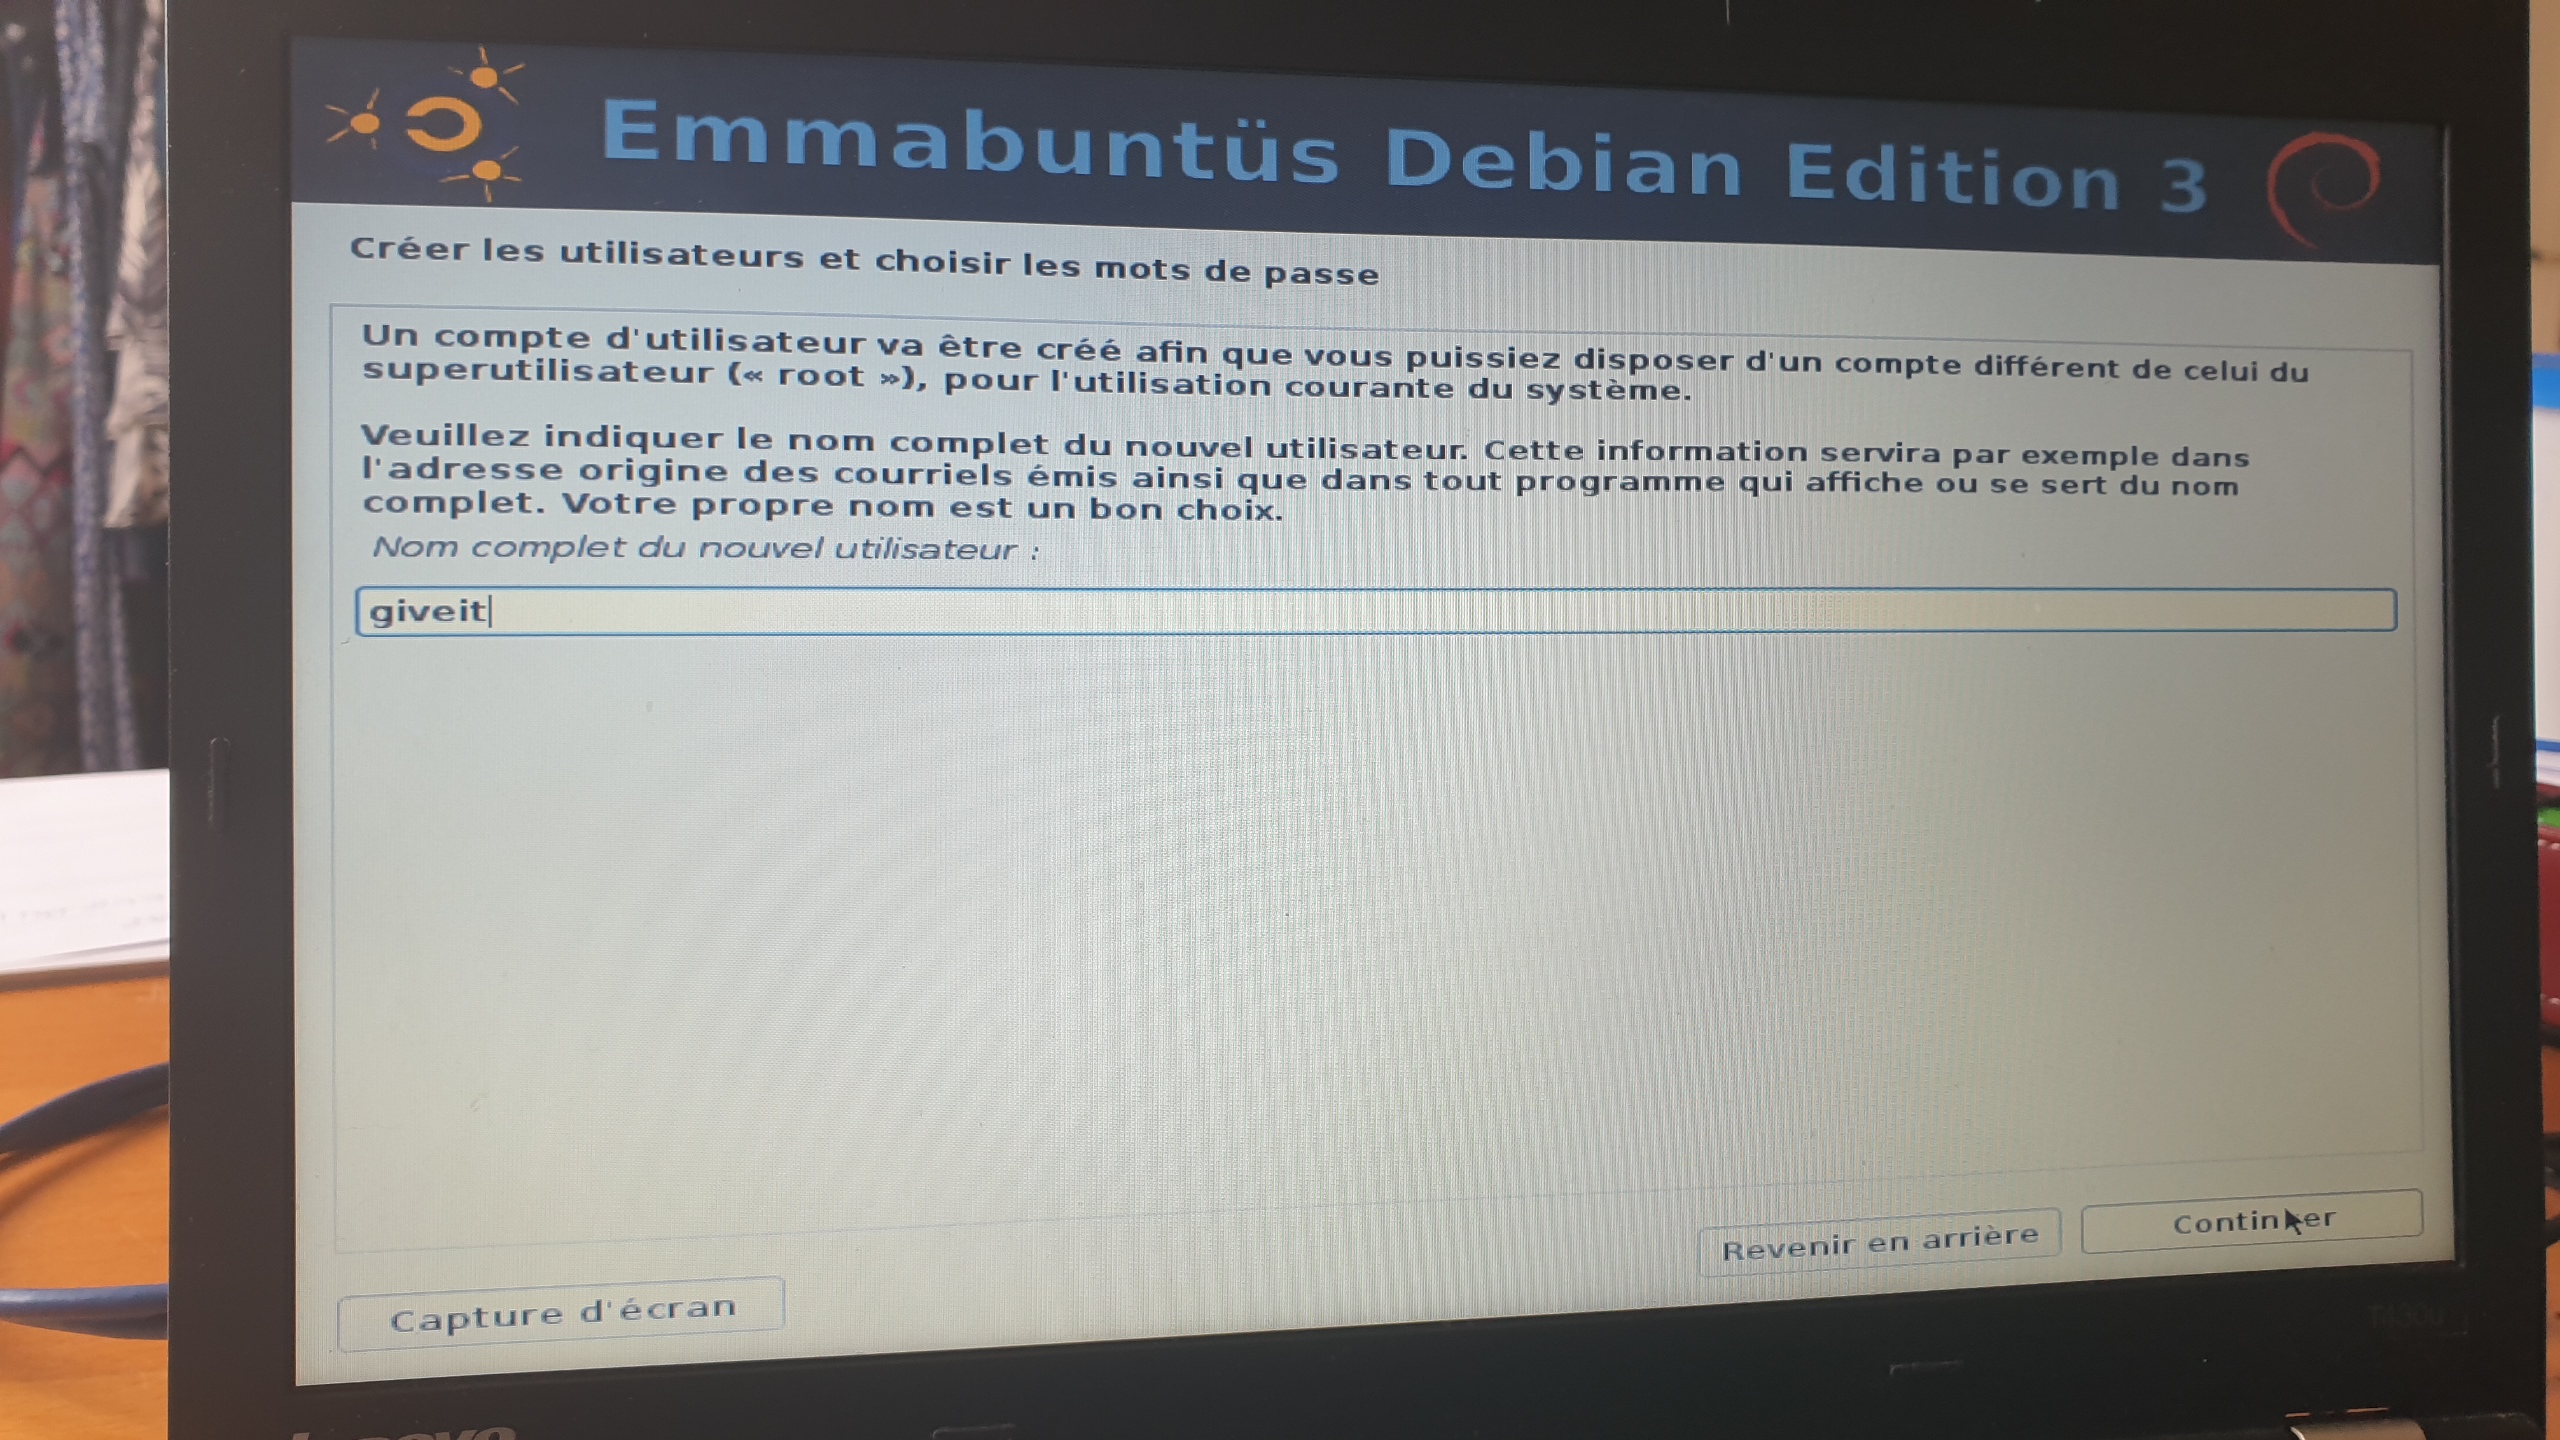 Emmabuntüs Debian Edition 3
Créer les utilisateurs et choisir les mots de passe
Un compte d'utilisateur va être créé afin que vous puissiez disposer d'un compte différent de celui du
superutilisateur (« root »), pour l'utilisation courante du système.
Veuillez indiquer le nom complet du nouvel utilisateur. Cette information servira par exemple dans
l'adresse origine des courriels émis ainsi que dans tout programme qui affiche ou se sert du nom
complet. Votre propre nom est un bon choix.
Nom complet du nouvel utilisateur :
giveit
Revenir en arrière
Continuer
Capture d'écran